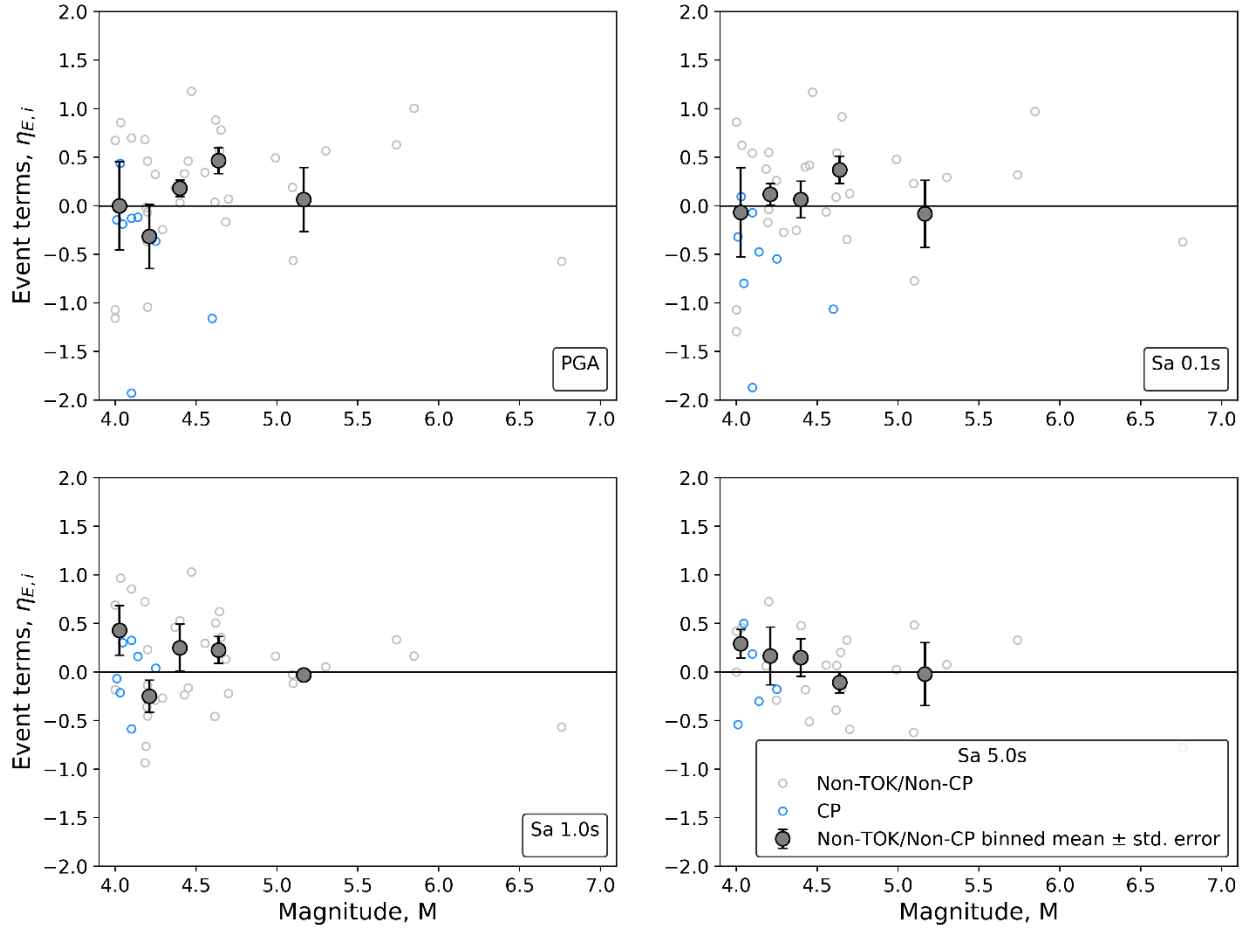 2.0
1.5
1.0
0.5
0.0
−0.5
−1.0
−1.5
−2.0
Event terms, ηE,i
4.0 4.5 5.0 5.5 6.0 6.5 7.0
PGA
2.0
1.5
1.0
0.5
0.0
−0.5
−1.0
−1.5
−2.0
4.0 4.5 5.0 5.5 6.0 6.5 7.0
Sa 0.1s
2.0
1.5
1.0
0.5
0.0
−0.5
−1.0
−1.5
−2.0
Event terms, ηE,i
4.0 4.5 5.0 5.5 6.0 6.5 7.0
Magnitude, M
Sa 1.0s
2.0
1.5
1.0
0.5
0.0
−0.5
−1.0
−1.5
−2.0
4.0 4.5 5.0 5.5 6.0 6.5 7.0
Magnitude, M
Sa 5.0s
Non-TOK/Non-CP
CP
Non-TOK/Non-CP binned mean ± std. error